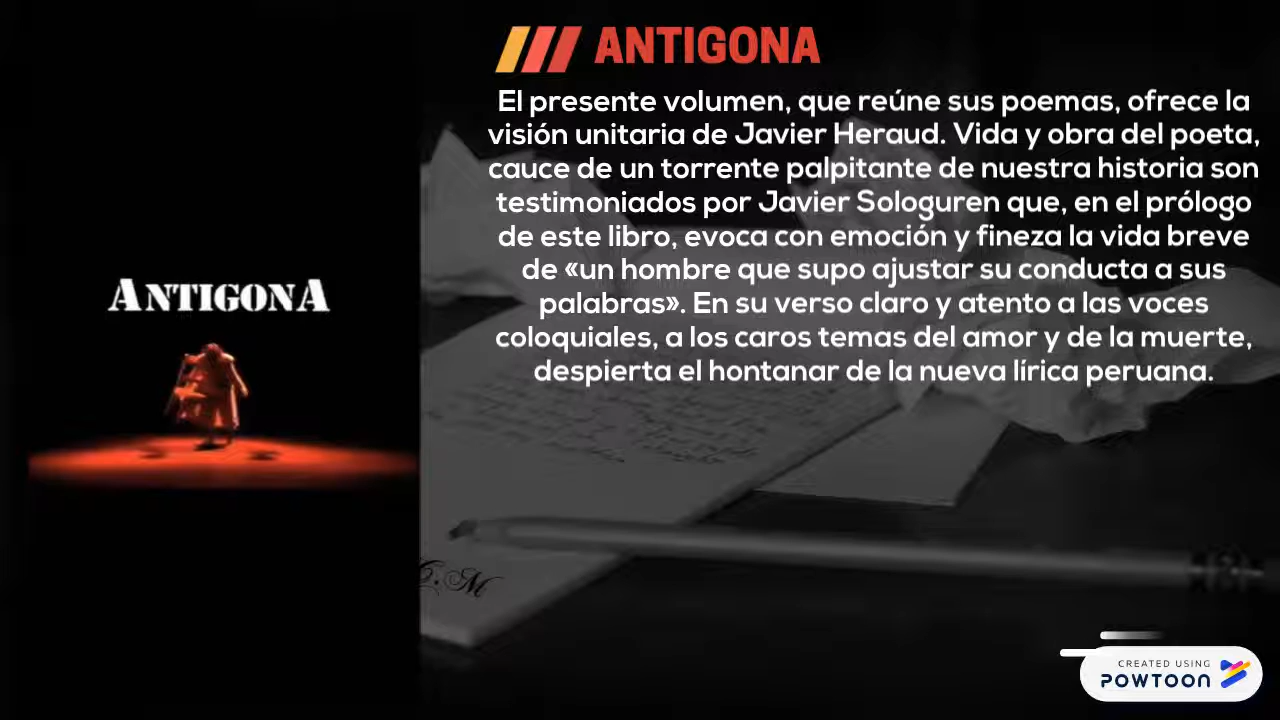 ANTIGONA
El presente volumen, que reúne sus poemas, ofrece la
visión unitaria de Javier Heraud. Vida y obra del poeta,
cauce de un torrente palpitante de nuestra historia son
testimoniados por Javier Sologuren que, en el prólogo
de este libro, evoca con emoción y fineza la vida breve
de «un hombre que supo ajustar su conducta a sus
palabras». En su verso claro y atento a las voces
coloquiales, a los caros temas del amor y de la muerte,
despierta el hontanar de la nueva lírica peruana.
ANTIGONA
CREATED USING
POWTOON